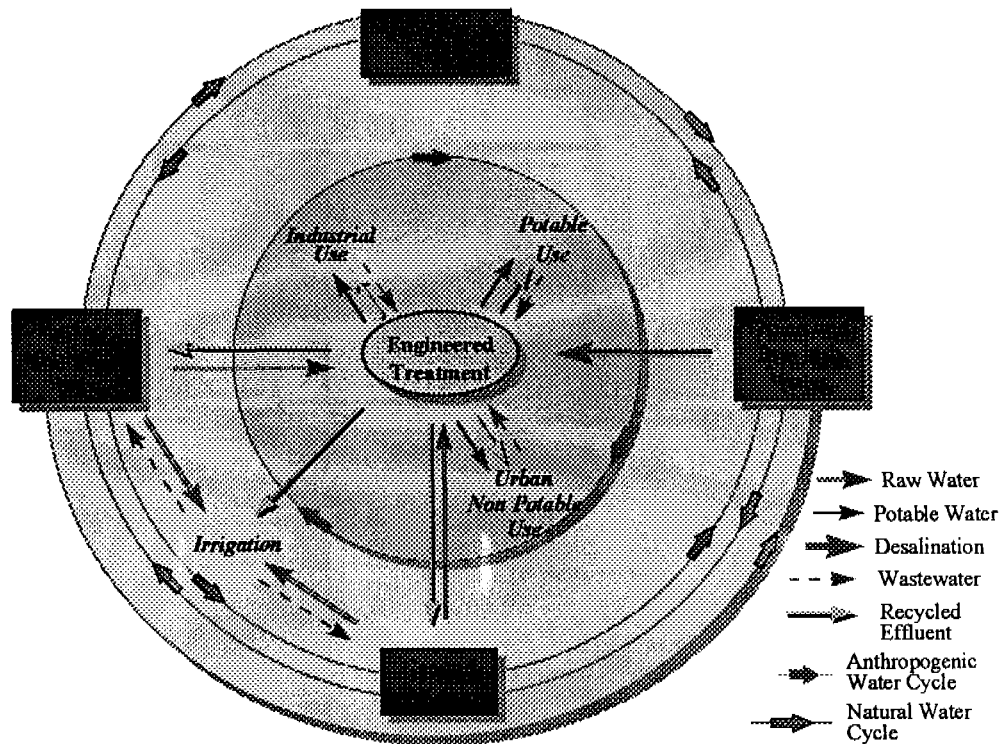 Industrial
Use
Potable
Use
Engineered
Treatment
Urban
Non Potable
Use
Irrigation
Raw Water
Potable Water
Desalination
Wastewater
Recycled
Effluent
Anthropogenic
Water Cycle
Natural Water
Cycle